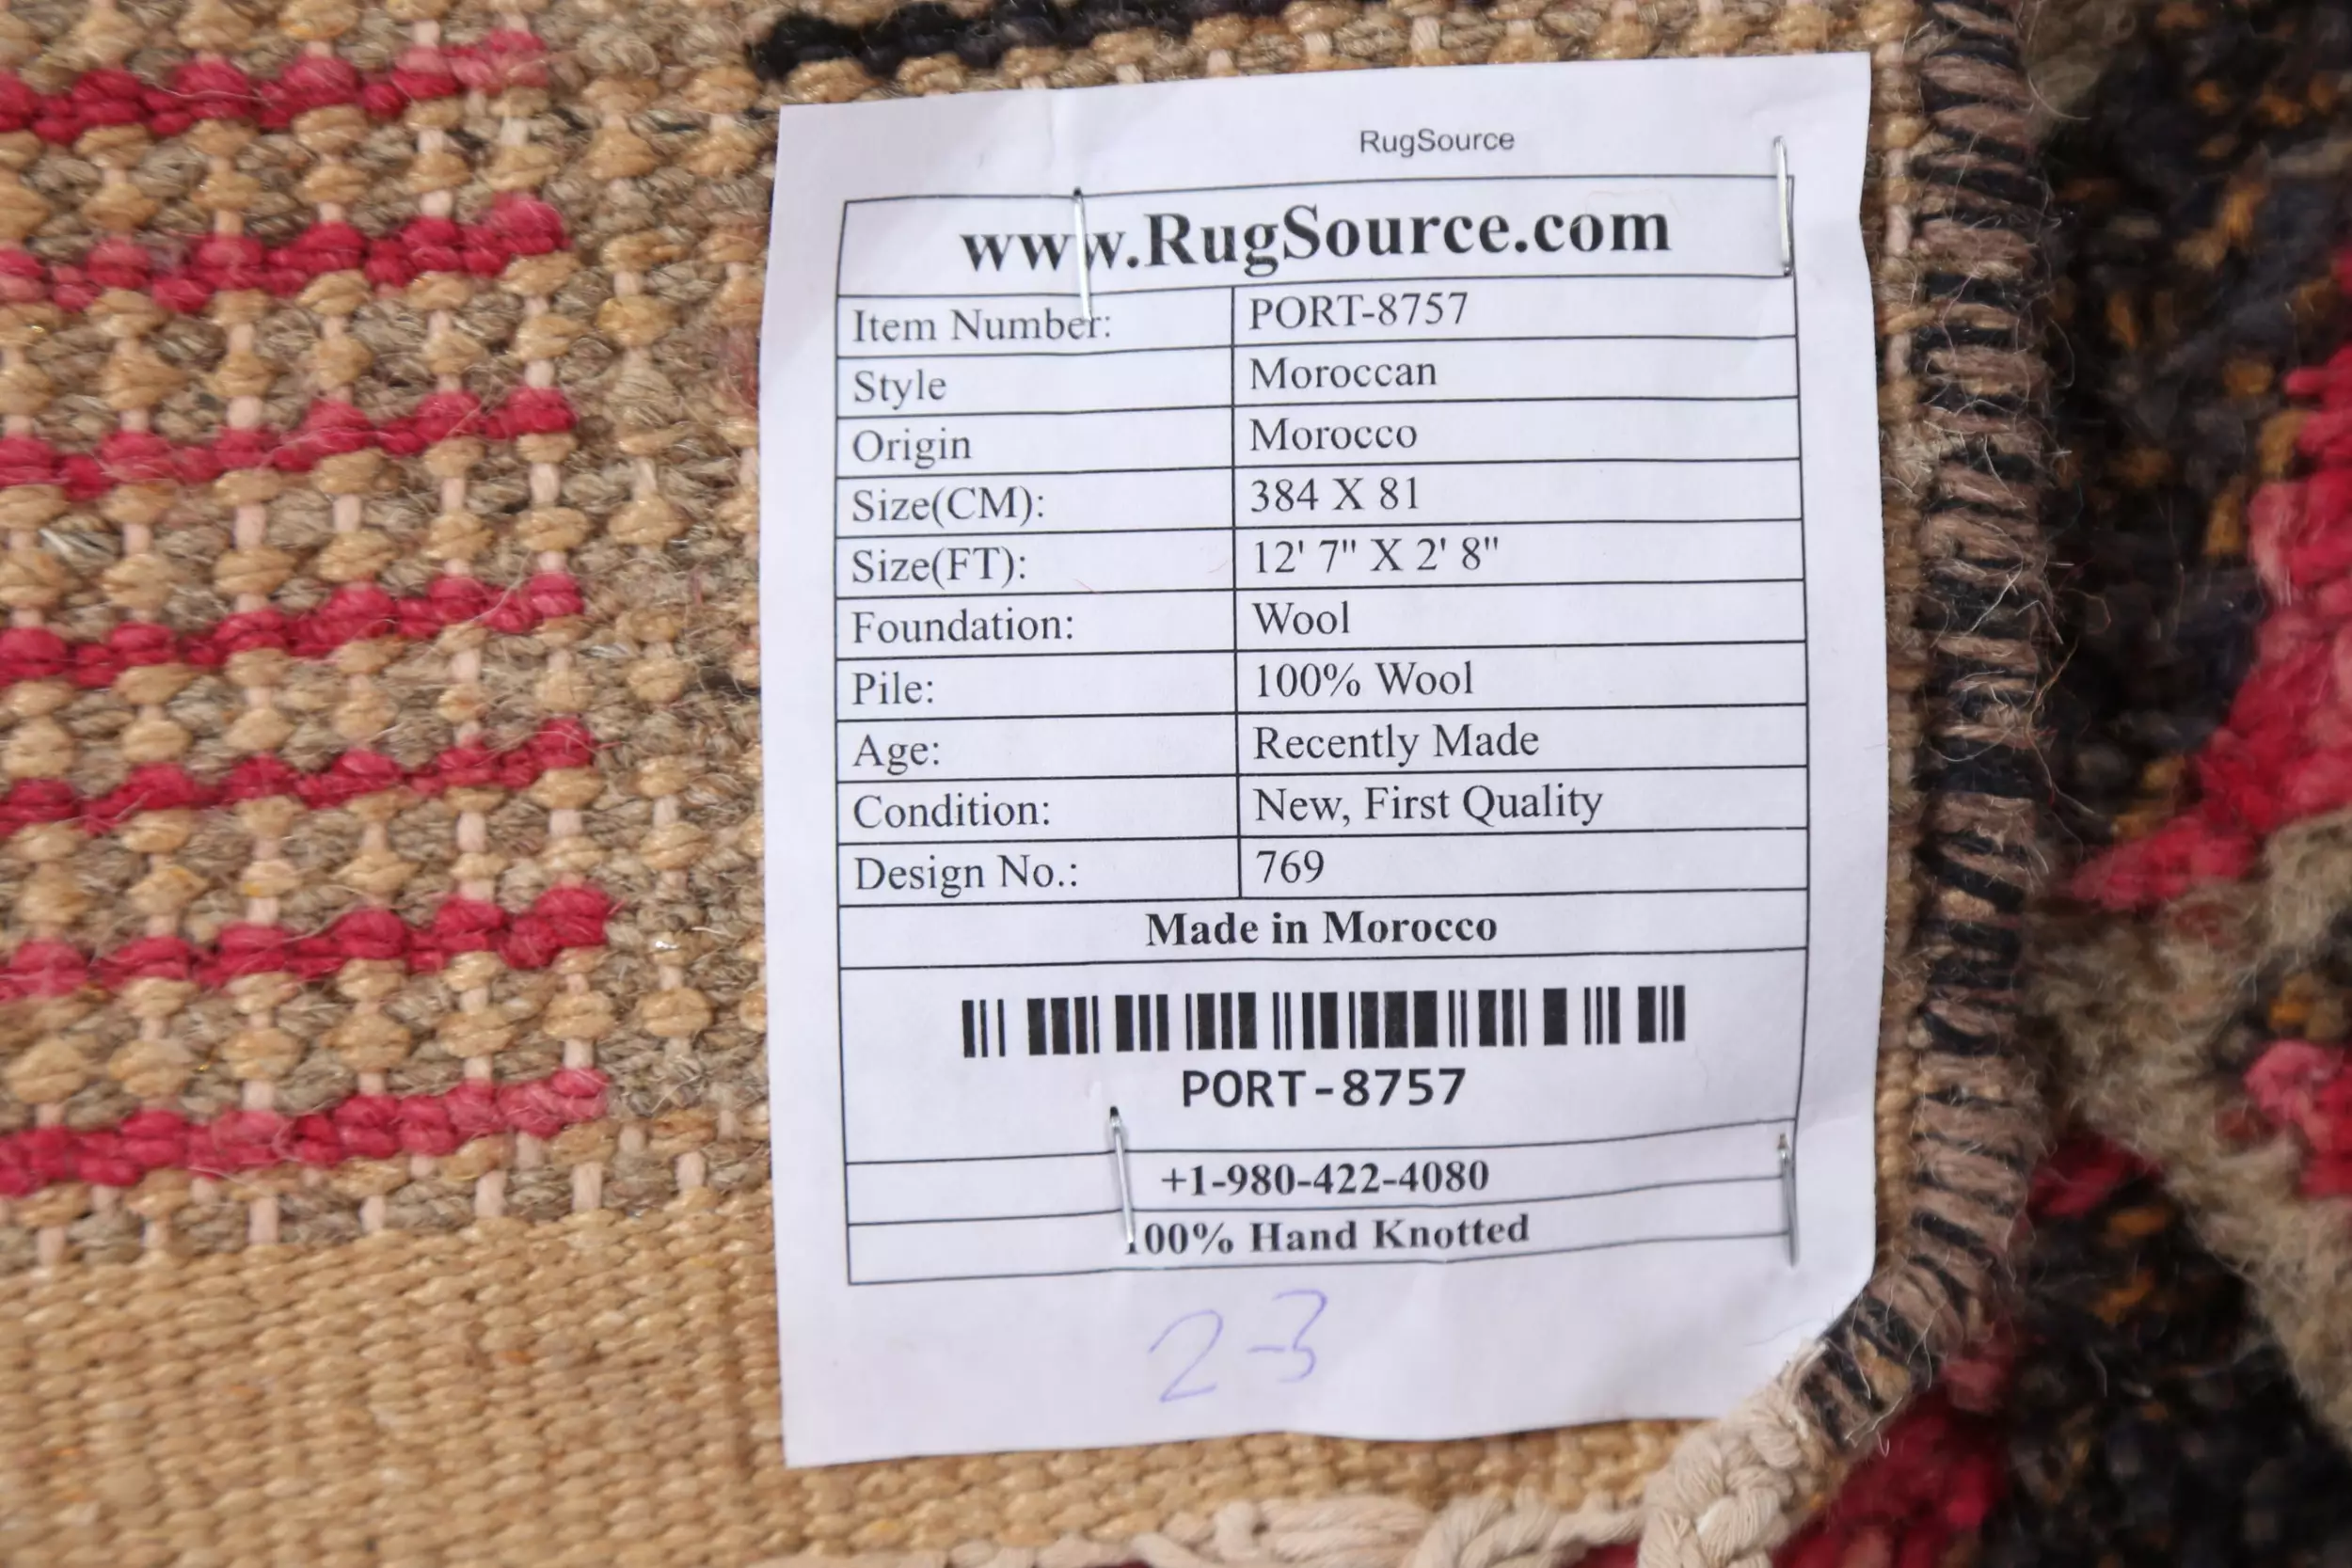 RugSource
www.RugSource.com
Item Number: PORT-8757
Style Moroccan
Origin Morocco
Size(CM): 384 X 81
Size(FT): 12' 7" X 2' 8"
Foundation: Wool
Pile: 100% Wool
Age: Recently Made
Condition: New, First Quality
Design No.: 769
Made in Morocco
PORT-8757
+1-980-422-4080
100% Hand Knotted
2-3